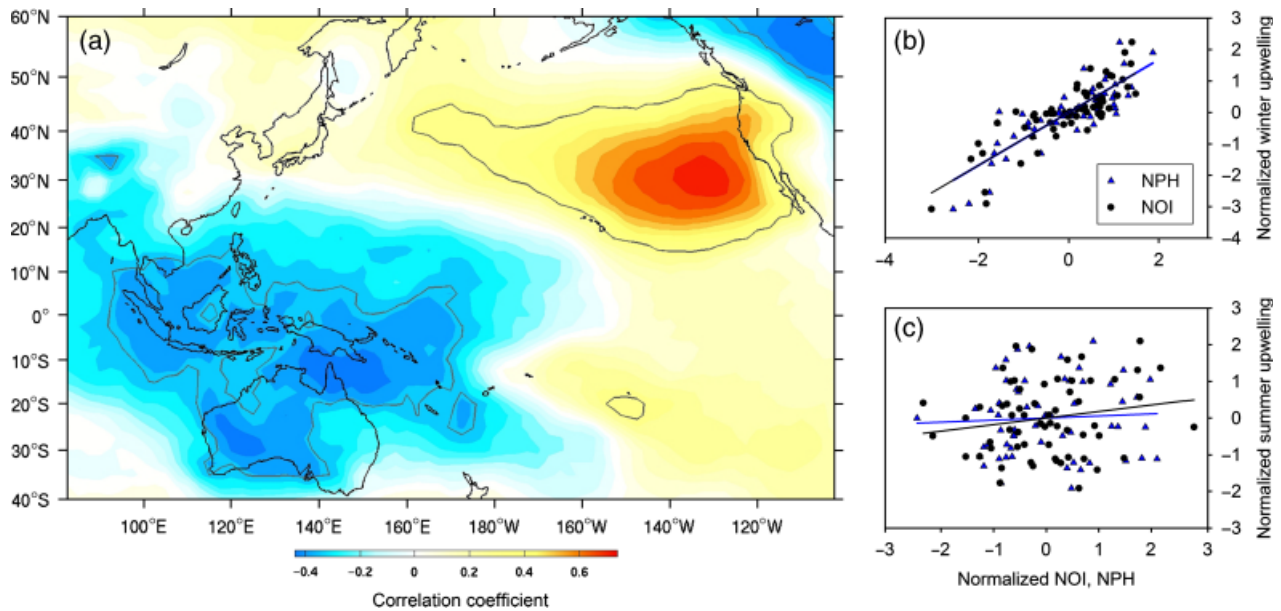 (a)
60°N
50°N
40°N
30°N
20°N
10°N
0°
10°S
20°S
30°S
40°S
100°E 120°E 140°E 160°E 180°W 160°W 140°W 120°W
−0.4 −0.2 0 0.2 0.4 0.6
Correlation coefficient
(b)
3
2
1
0
−1
−2
−3
−4
Normalized winter upwelling
NPH
NOI
−4 −2 0 2
(c)
3
2
1
0
−1
−2
−3
Normalized summer upwelling
−3 −2 −1 0 1 2 3
Normalized NOI, NPH